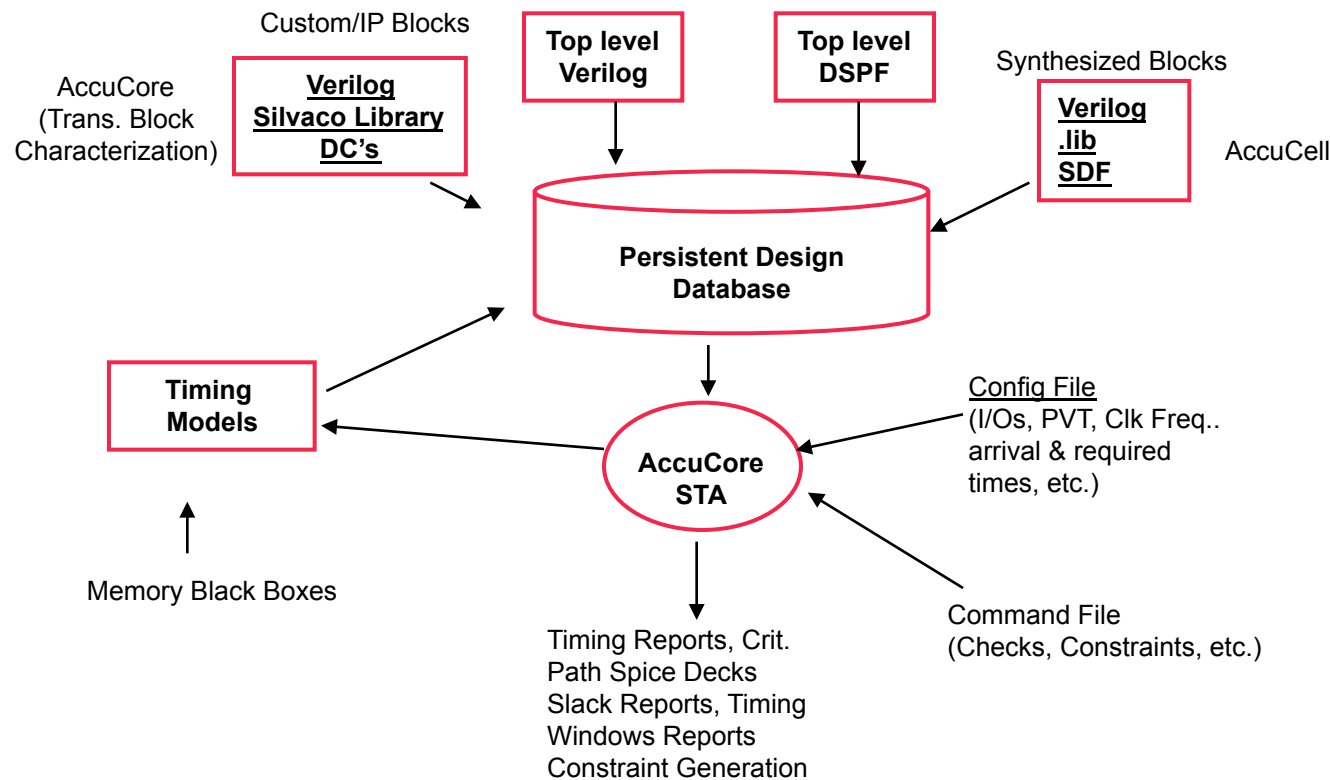 Custom/IP Blocks
AccuCore
(Trans. Block
Characterization)
Verilog
Silvaco Library
DC's
Top level
Verilog
Top level
DSPF
Synthesized Blocks
Verilog
.lib
SDF
AccuCell
Persistent Design
Database
Timing
Models
AccuCore
STA
Config File
(I/Os, PVT, Clk Freq..
arrival & required
times, etc.)
Memory Black Boxes
Command File
(Checks, Constraints, etc.)
Timing Reports, Crit.
Path Spice Decks
Slack Reports, Timing
Windows Reports
Constraint Generation